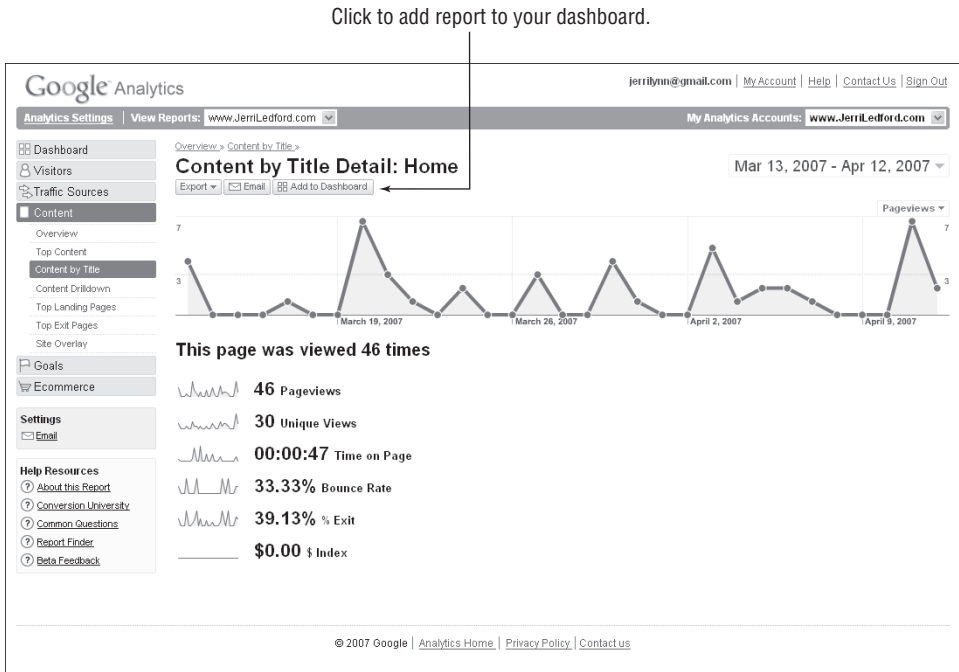 Click to add report to your dashboard.
Google Analytics
jerrilynn@gmail.com | My Account | Help | Contact Us | Sign Out
Analytics Settings | View Reports: www.JerriLedford.com
My Analytics Accounts: www.JerriLedford.com
Dashboard
Visitors
Traffic Sources
Content
Overview
Top Content
Content by Title
Content Drilldown
Top Landing Pages
Top Exit Pages
Site Overlay
Goals
Ecommerce
Settings
Email
Help Resources
About this Report
Conversion University
Common Questions
Report Finder
Beta Feedback
Overview » Content by Title »
Content by Title Detail: Home
Export Email Add to Dashboard
Mar 13, 2007 - Apr 12, 2007
Pageviews
7 7
3 3
March 19, 2007 March 26, 2007 April 2, 2007 April 9, 2007
This page was viewed 46 times
46 Pageviews
30 Unique Views
00:00:47 Time on Page
33.33% Bounce Rate
39.13% % Exit
$0.00 $ Index
© 2007 Google | Analytics Home | Privacy Policy | Contact us